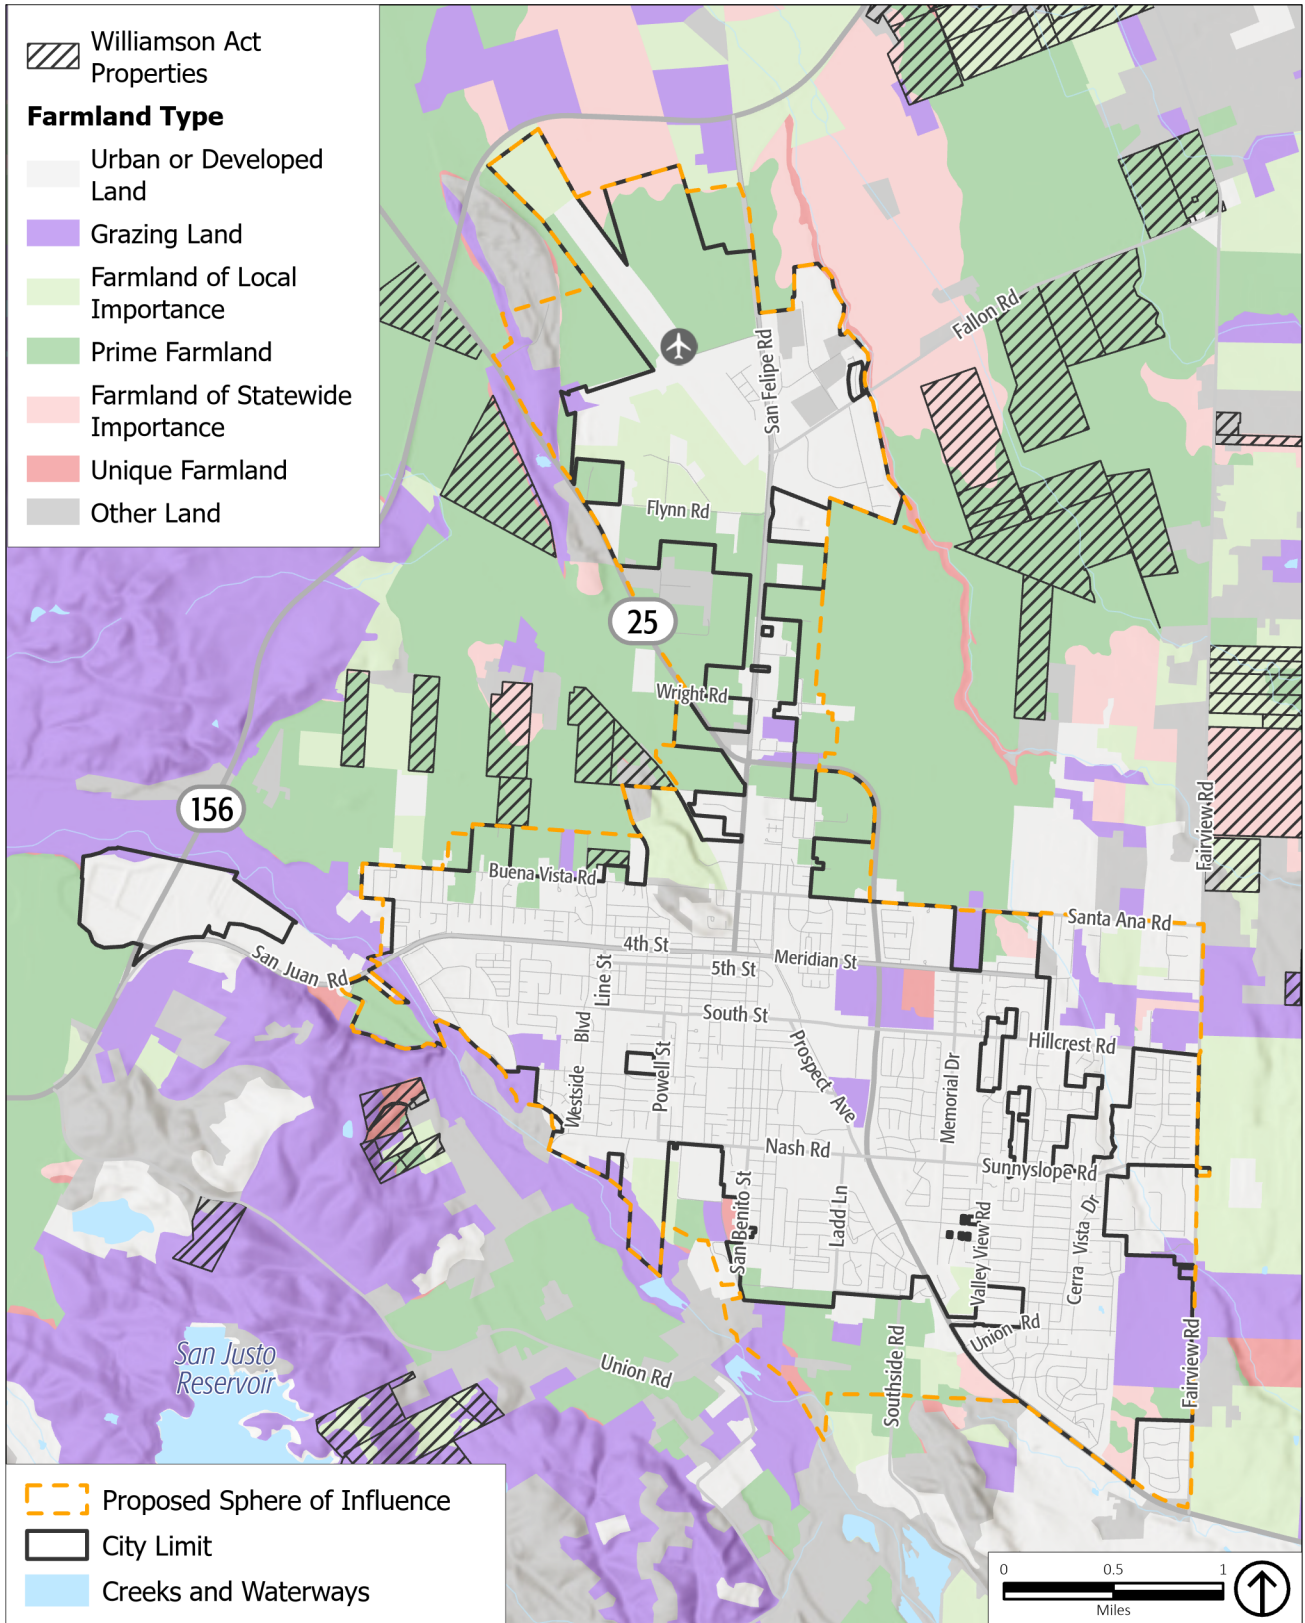 Williamson Act
Properties
Farmland Type
Urban or Developed
Land
Grazing Land
Farmland of Local
Importance
Prime Farmland
Farmland of Statewide
Importance
Unique Farmland
Other Land
Fallon Rd
San Felipe Rd
Flynn Rd
25
Wright Rd
156
Fairview Rd
Buena Vista Rd
Santa Ana Rd
4th St
Meridian St
5th St
San Juan Rd
Line St
South St
Hillcrest Rd
Westside Blvd
Powell St
Prospect Ave
Memorial Dr
Nash Rd
Sunnyslope Rd
San Benito St
Ladd Ln
Valley View Rd
Cerra Vista Dr
Union Rd
Fairview Rd
Southside Rd
San Justo
Reservoir
Union Rd
Proposed Sphere of Influence
City Limit
Creeks and Waterways
0 0.5 1
Miles